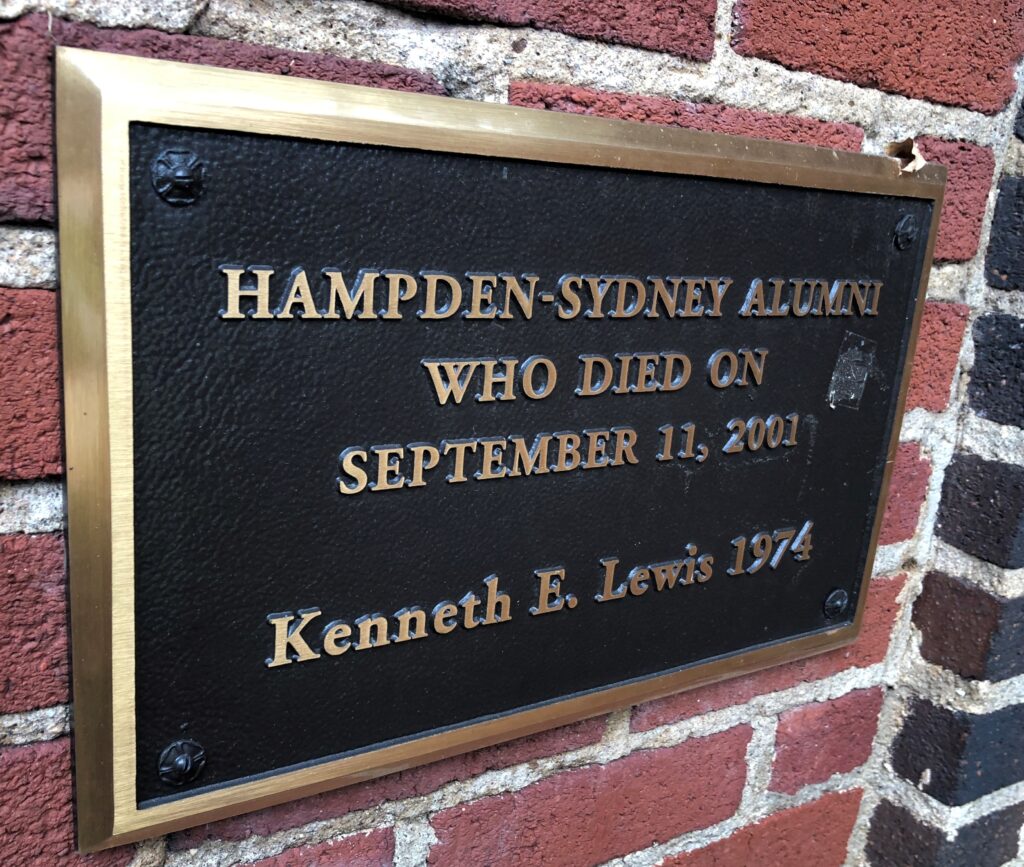 HAMPDEN-SYDNEY ALUMNI
WHO DIED ON
SEPTEMBER 11, 2001
Kenneth E. Lewis 1974